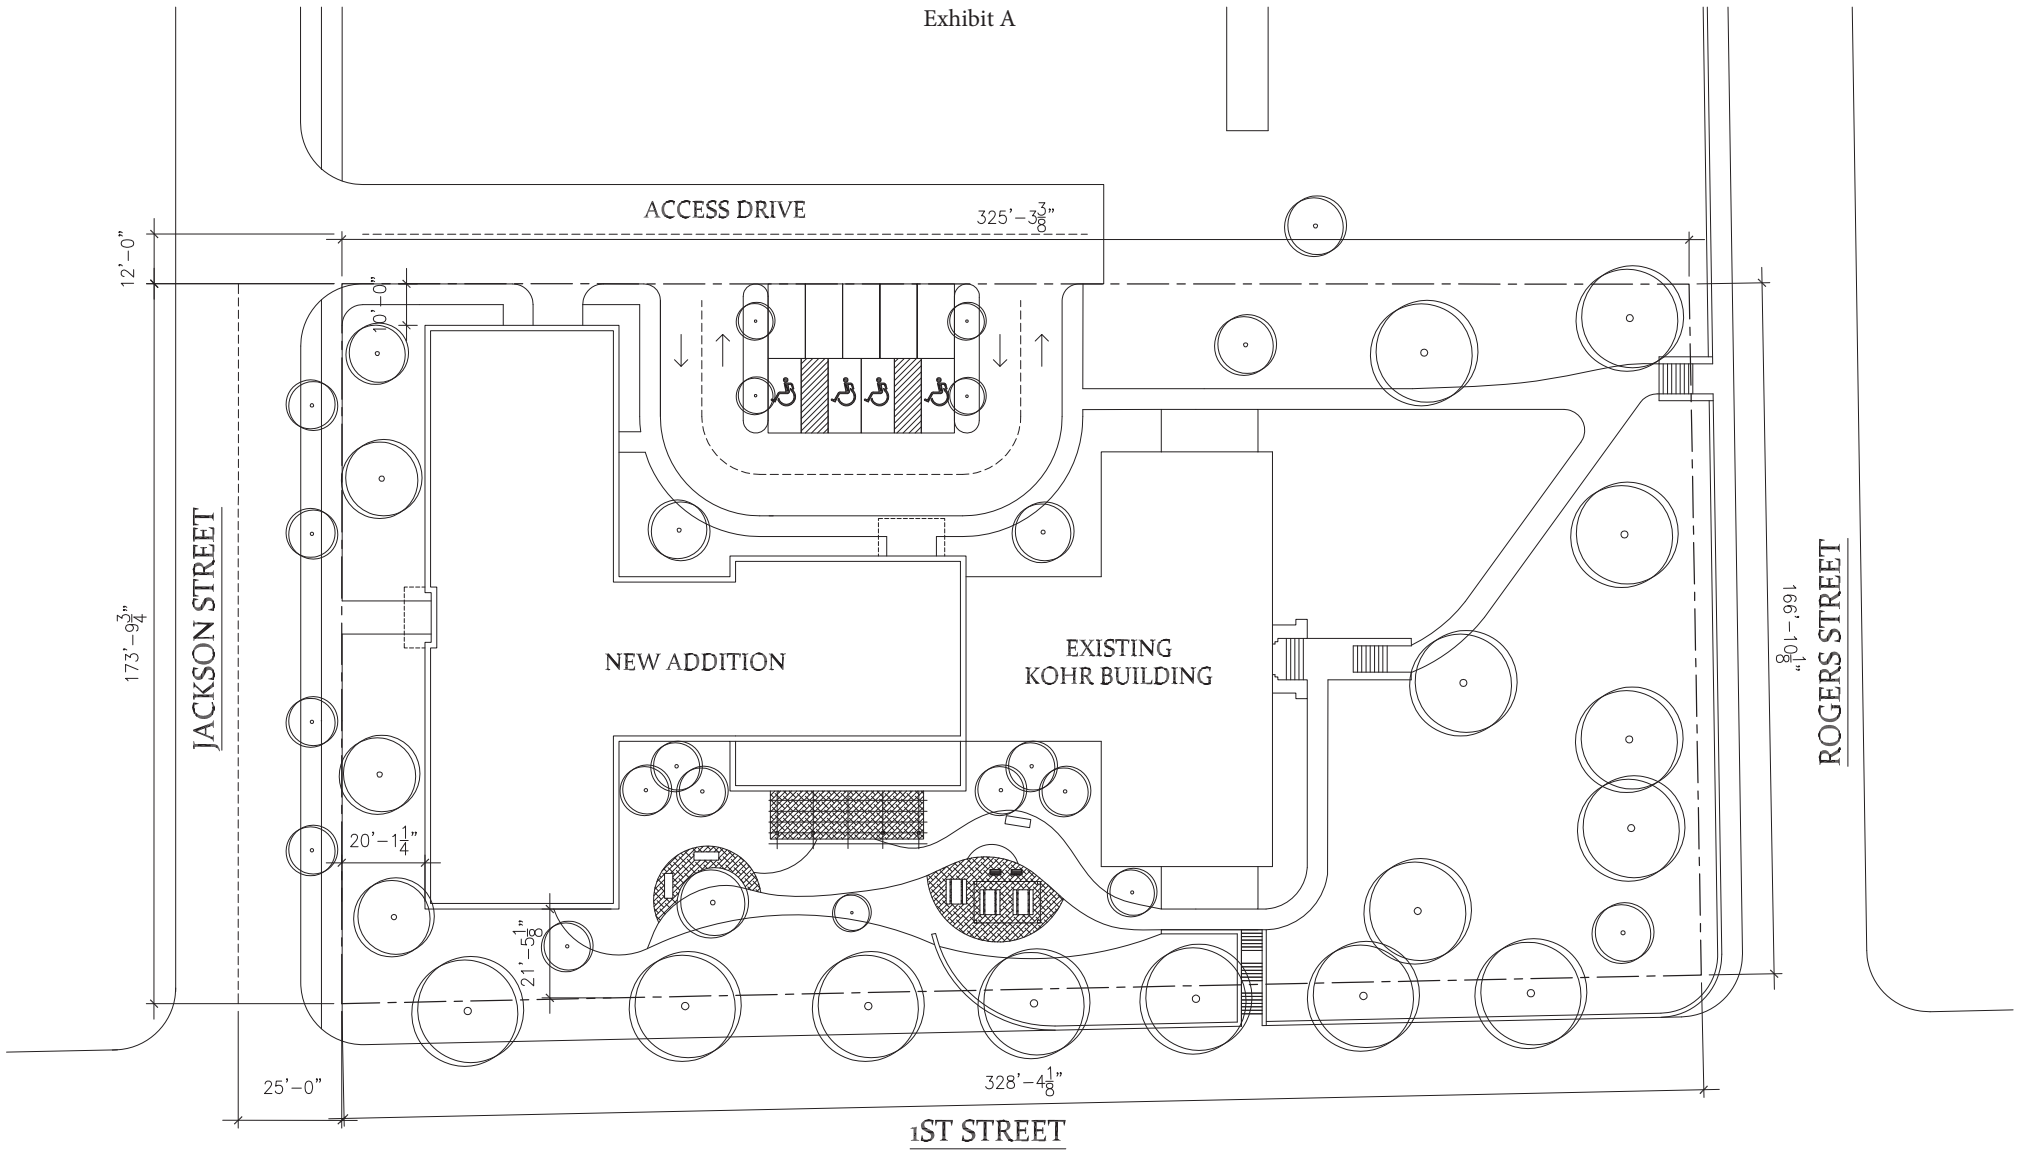 Exhibit A
ACCESS DRIVE
325'-3 3/8"
12'-0"
10'-0"
JACKSON STREET
173'-9 3/4"
NEW ADDITION
EXISTING
KOHR BUILDING
166'-10 1/8"
ROGERS STREET
20'-1 1/4"
21'-5 1/8"
25'-0"
328'-4 1/8"
1ST STREET